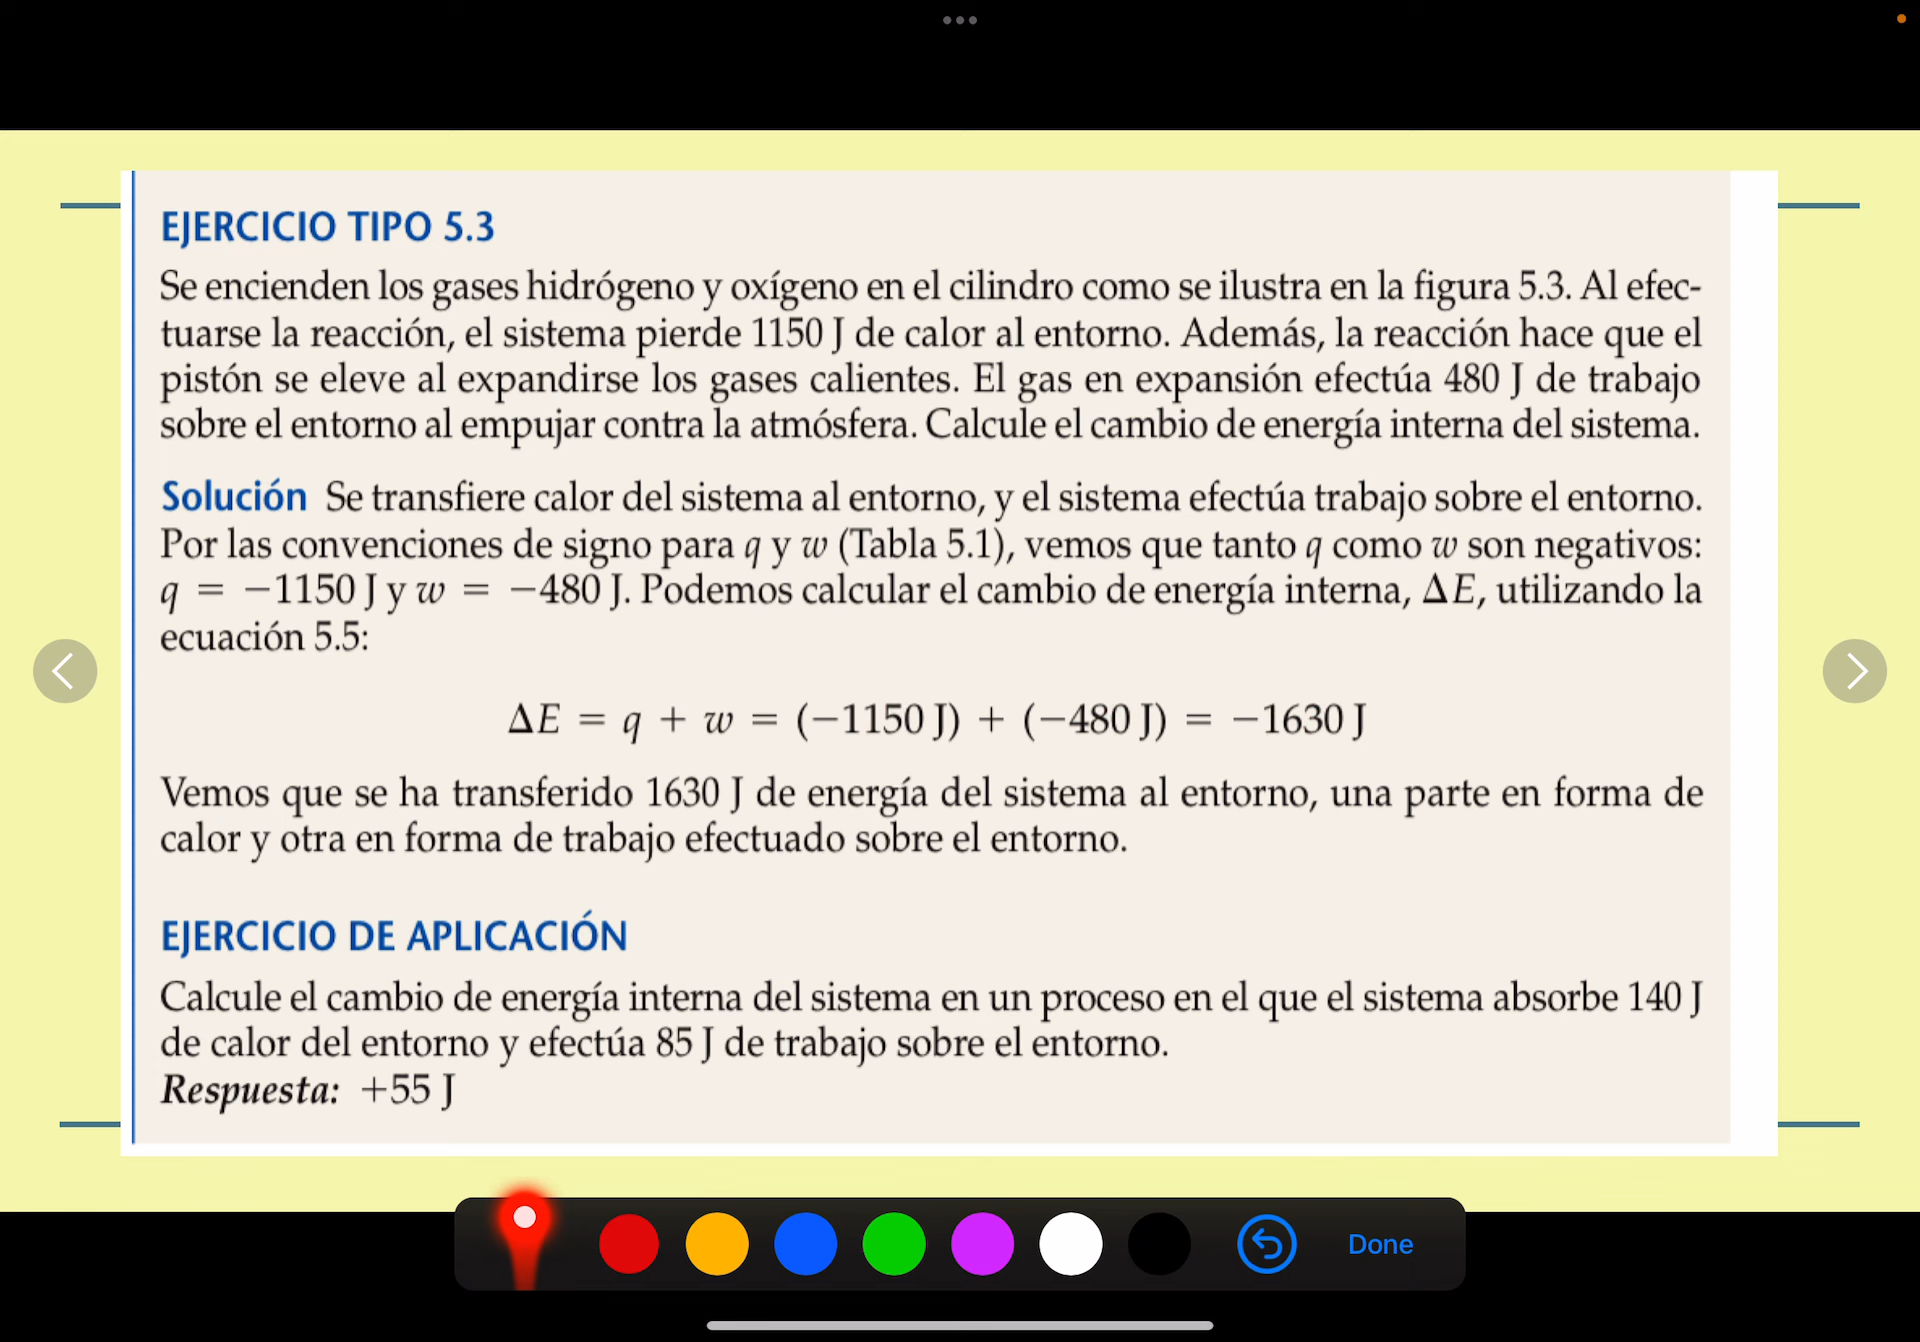 EJERCICIO TIPO 5.3
Se encienden los gases hidrógeno y oxígeno en el cilindro como se ilustra en la figura 5.3. Al efec-
tuarse la reacción, el sistema pierde 1150 J de calor al entorno. Además, la reacción hace que el
pistón se eleve al expandirse los gases calientes. El gas en expansión efectúa 480 J de trabajo
sobre el entorno al empujar contra la atmósfera. Calcule el cambio de energía interna del sistema.
Solución Se transfiere calor del sistema al entorno, y el sistema efectúa trabajo sobre el entorno.
Por las convenciones de signo para q y w (Tabla 5.1), vemos que tanto q como w son negativos:
q = −1150 J y w = −480 J. Podemos calcular el cambio de energía interna, ΔE, utilizando la
ecuación 5.5:
ΔE = q + w = (−1150 J) + (−480 J) = −1630 J
Vemos que se ha transferido 1630 J de energía del sistema al entorno, una parte en forma de
calor y otra en forma de trabajo efectuado sobre el entorno.
EJERCICIO DE APLICACIÓN
Calcule el cambio de energía interna del sistema en un proceso en el que el sistema absorbe 140 J
de calor del entorno y efectúa 85 J de trabajo sobre el entorno.
Respuesta: +55 J
Done